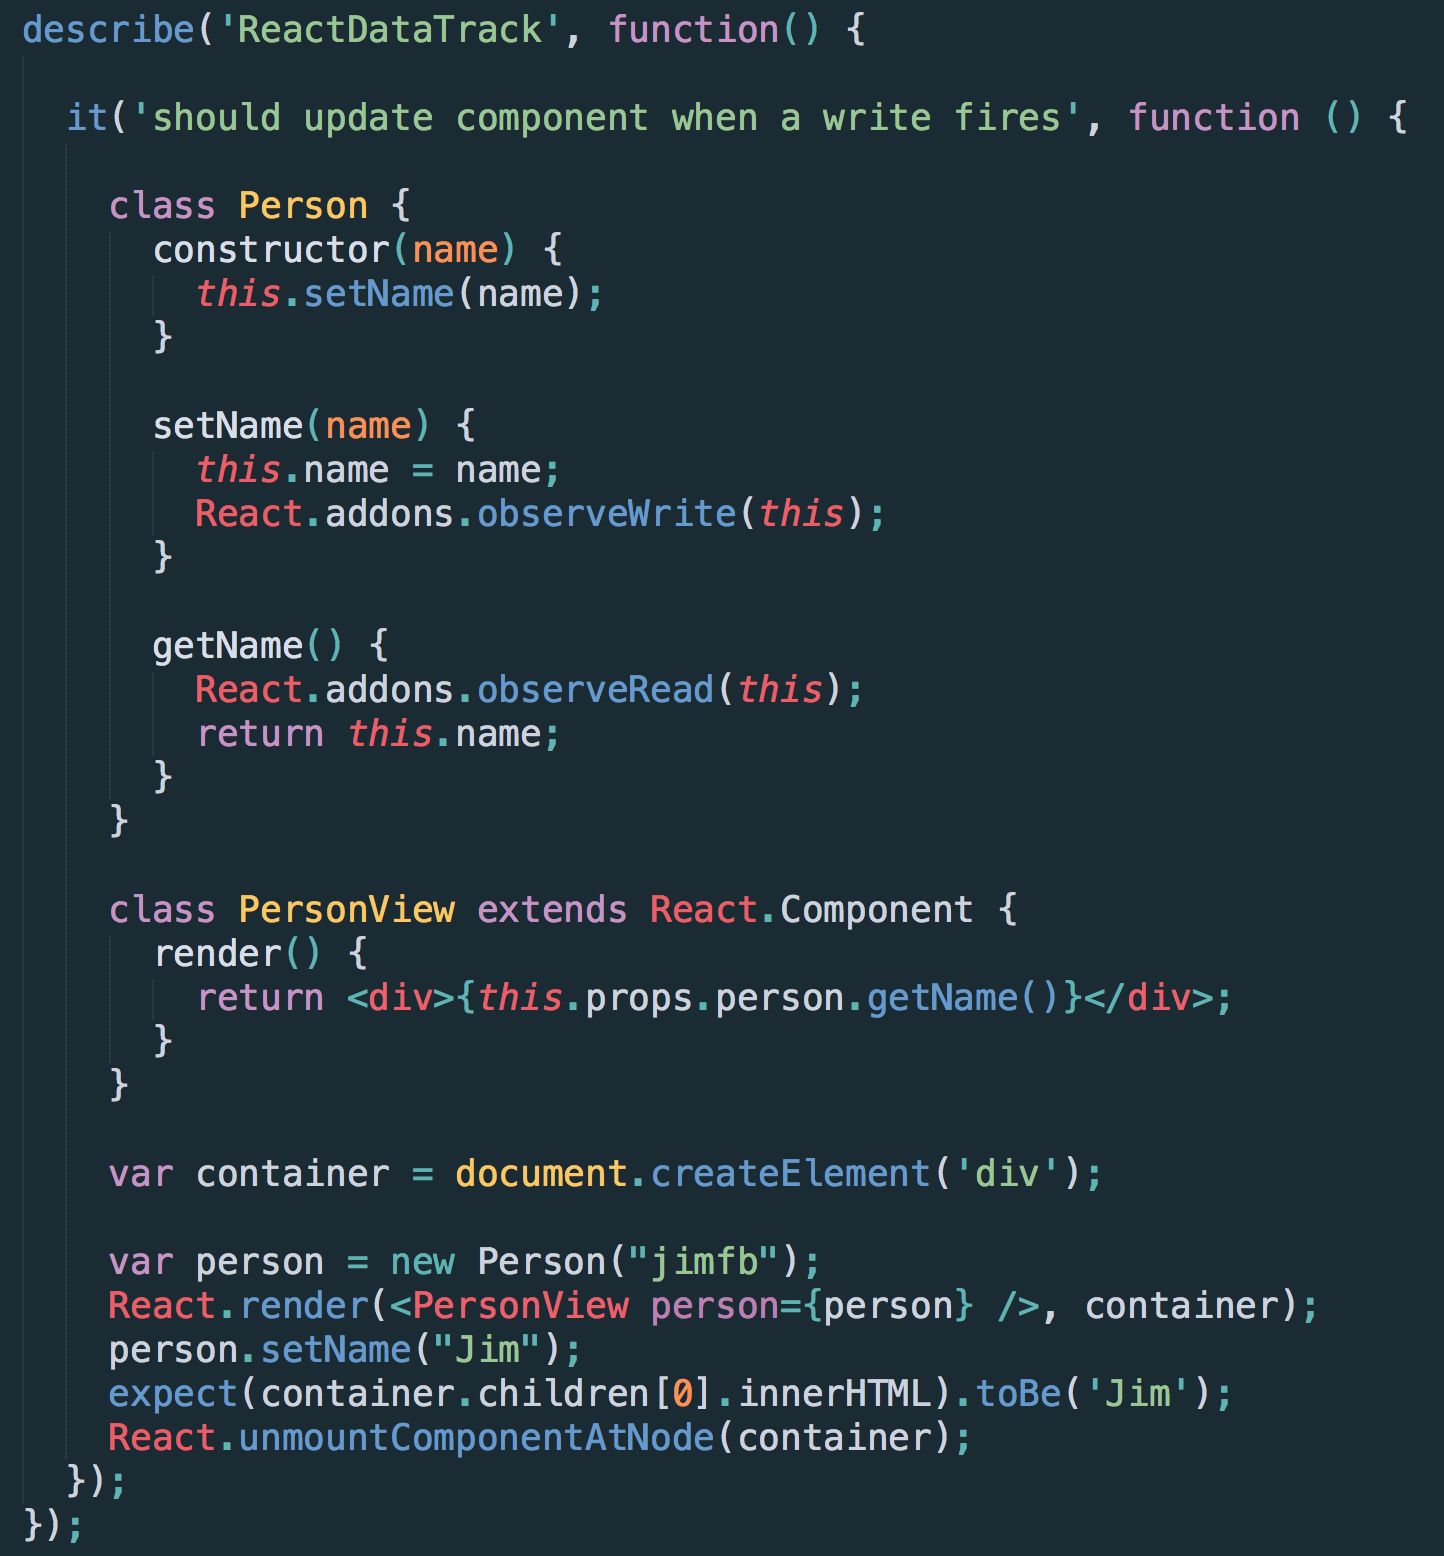 describe('ReactDataTrack', function() {
it('should update component when a write fires', function () {
class Person {
constructor(name) {
this.setName(name);
}
setName(name) {
this.name = name;
React.addons.observeWrite(this);
}
getName() {
React.addons.observeRead(this);
return this.name;
}
}
class PersonView extends React.Component {
render() {
return <div>{this.props.person.getName()}</div>;
}
}
var container = document.createElement('div');
var person = new Person("jimfb");
React.render(<PersonView person={person} />, container);
person.setName("Jim");
expect(container.children[0].innerHTML).toBe('Jim');
React.unmountComponentAtNode(container);
});
});